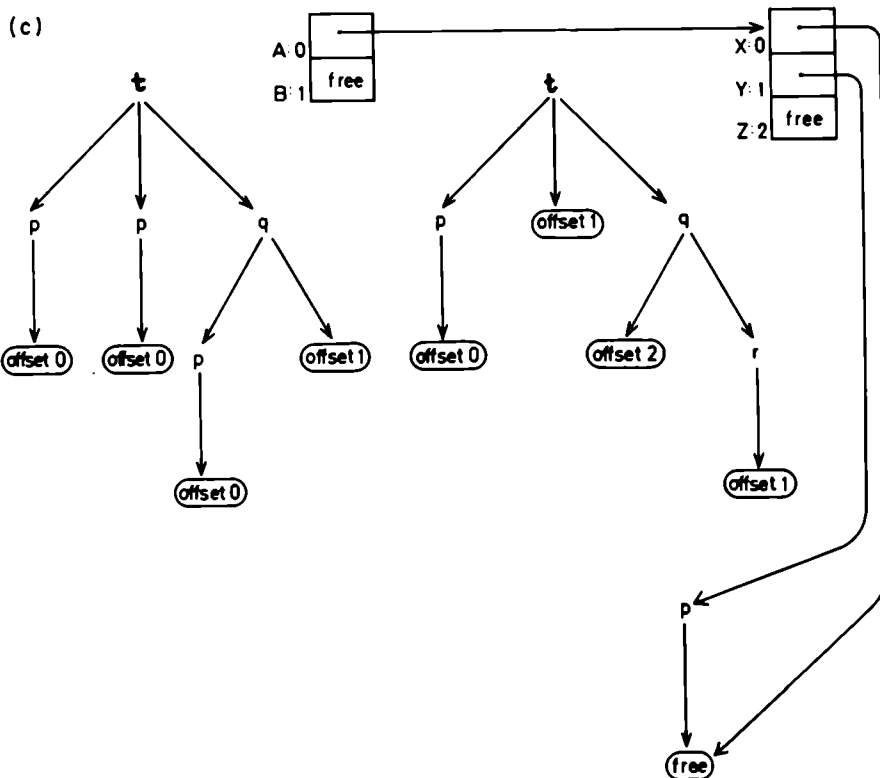 (c)
A:0
B:1 free
X:0
Y:1
Z:2 free
t
t
p p q
p offset 1 q
offset 0 offset 0 p offset 1
offset 0 offset 2 r
offset 0
offset 1
p
free